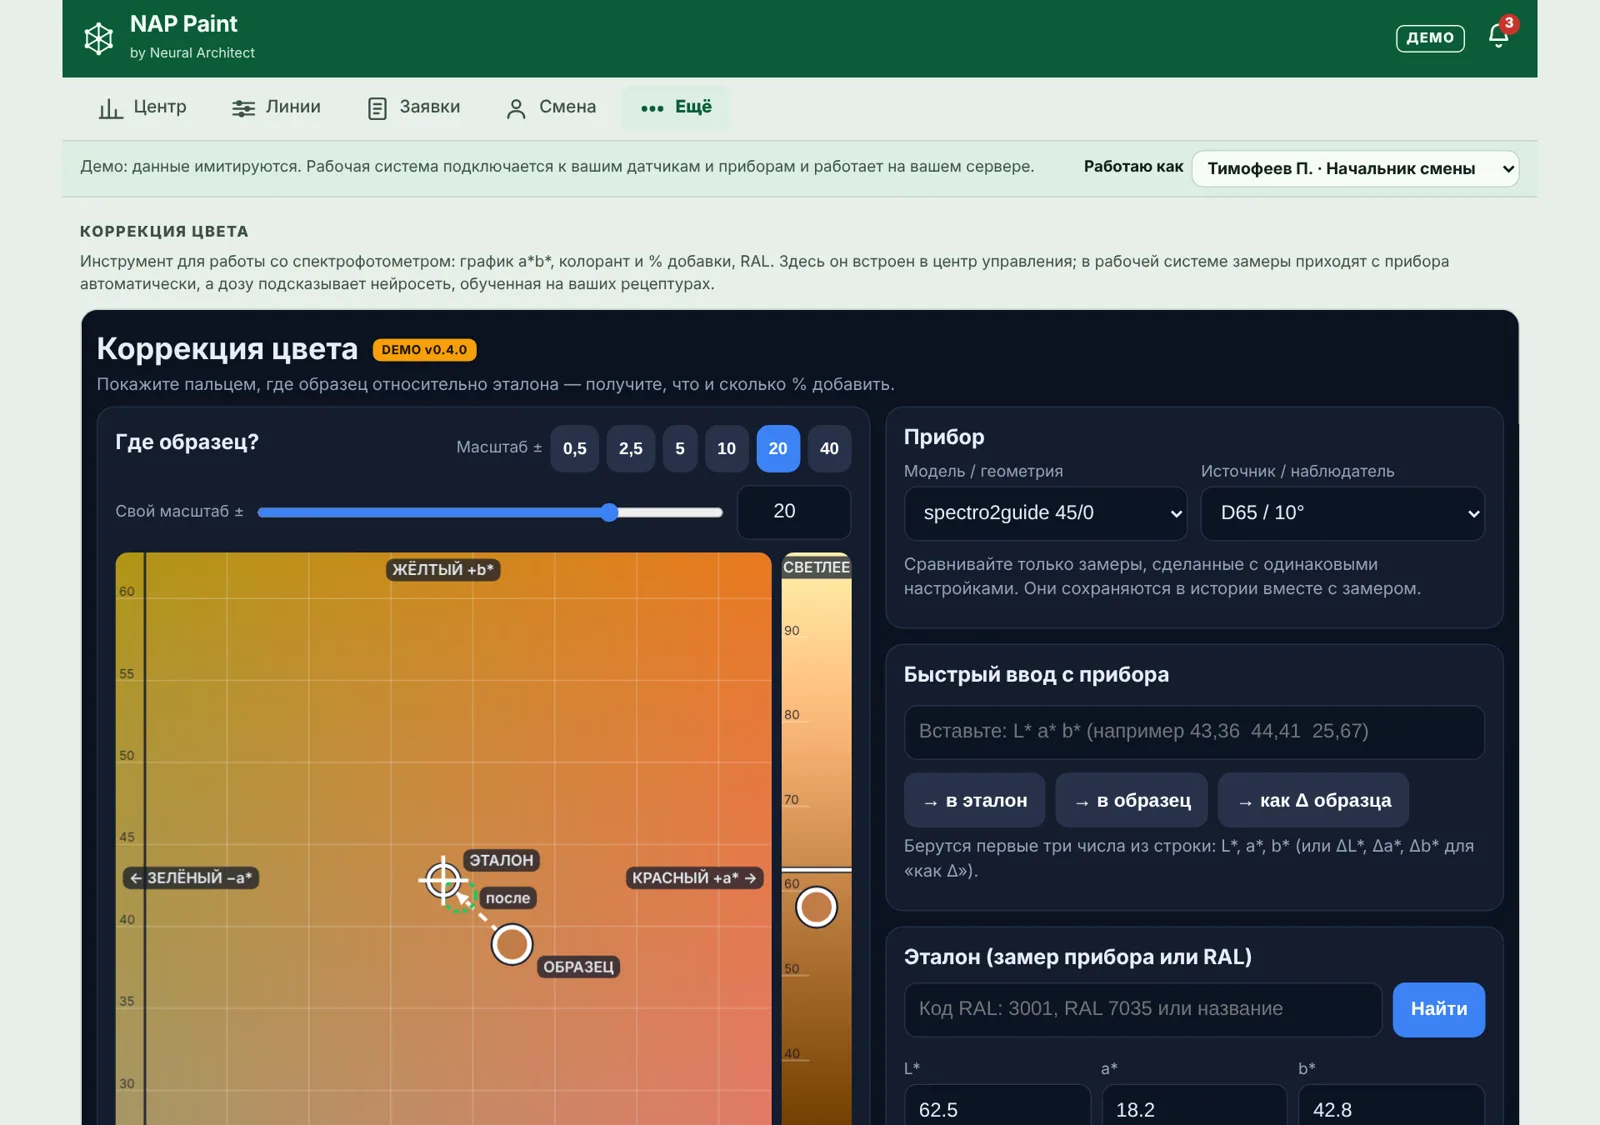 NAP Paint
by Neural Architect
ДЕМО
3
Центр
Линии
Заявки
Смена
Ещё
Демо: данные имитируются. Рабочая система подключается к вашим датчикам и приборам и работает на вашем сервере.
Работаю как
Тимофеев П. · Начальник смены
КОРРЕКЦИЯ ЦВЕТА
Инструмент для работы со спектрофотометром: график a*b*, колорант и % добавки, RAL. Здесь он встроен в центр управления; в рабочей системе замеры приходят с прибора
автоматически, а дозу подсказывает нейросеть, обученная на ваших рецептурах.
Коррекция цвета
DEMO v0.4.0
Покажите пальцем, где образец относительно эталона — получите, что и сколько % добавить.
Где образец?
Масштаб ±
0,5
2,5
5
10
20
40
Свой масштаб ±
20
ЖЁЛТЫЙ +b*
60
55
50
45
← ЗЕЛЁНЫЙ −a*
40
35
30
ЭТАЛОН
после
ОБРАЗЕЦ
КРАСНЫЙ +a* →
СВЕТЛЕЕ
90
80
70
60
50
40
Прибор
Модель / геометрия
Источник / наблюдатель
spectro2guide 45/0
D65 / 10°
Сравнивайте только замеры, сделанные с одинаковыми
настройками. Они сохраняются в истории вместе с замером.
Быстрый ввод с прибора
Вставьте: L* a* b* (например 43,36 44,41 25,67)
→ в эталон
→ в образец
→ как Δ образца
Берутся первые три числа из строки: L*, a*, b* (или ΔL*, Δa*, Δb* для
«как Δ»).
Эталон (замер прибора или RAL)
Код RAL: 3001, RAL 7035 или название
Найти
L*
a*
b*
62.5
18.2
42.8